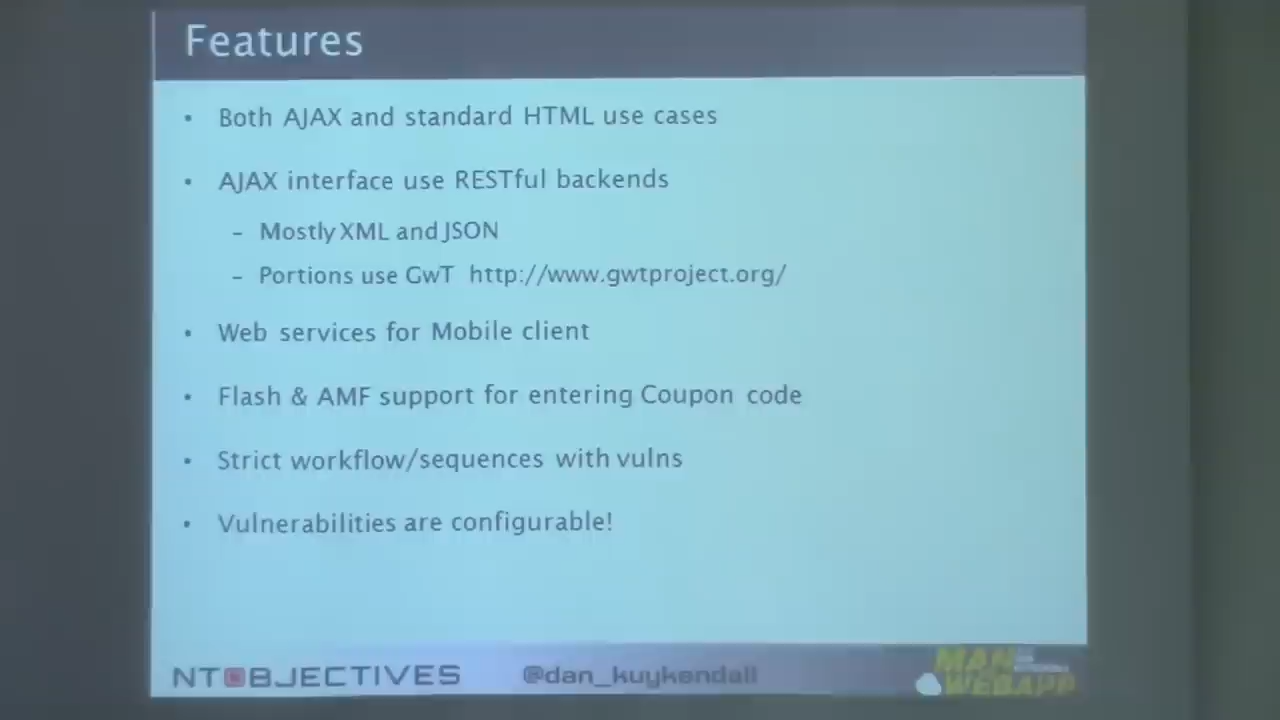 Features
• Both AJAX and standard HTML use cases
• AJAX interface use RESTful backends
– Mostly XML and JSON
– Portions use GwT http://www.gwtproject.org/
• Web services for Mobile client
• Flash & AMF support for entering Coupon code
• Strict workflow/sequences with vulns
• Vulnerabilities are configurable!
NTOBJECTIVES @dan_kuykendall
MAN
WEBAPP